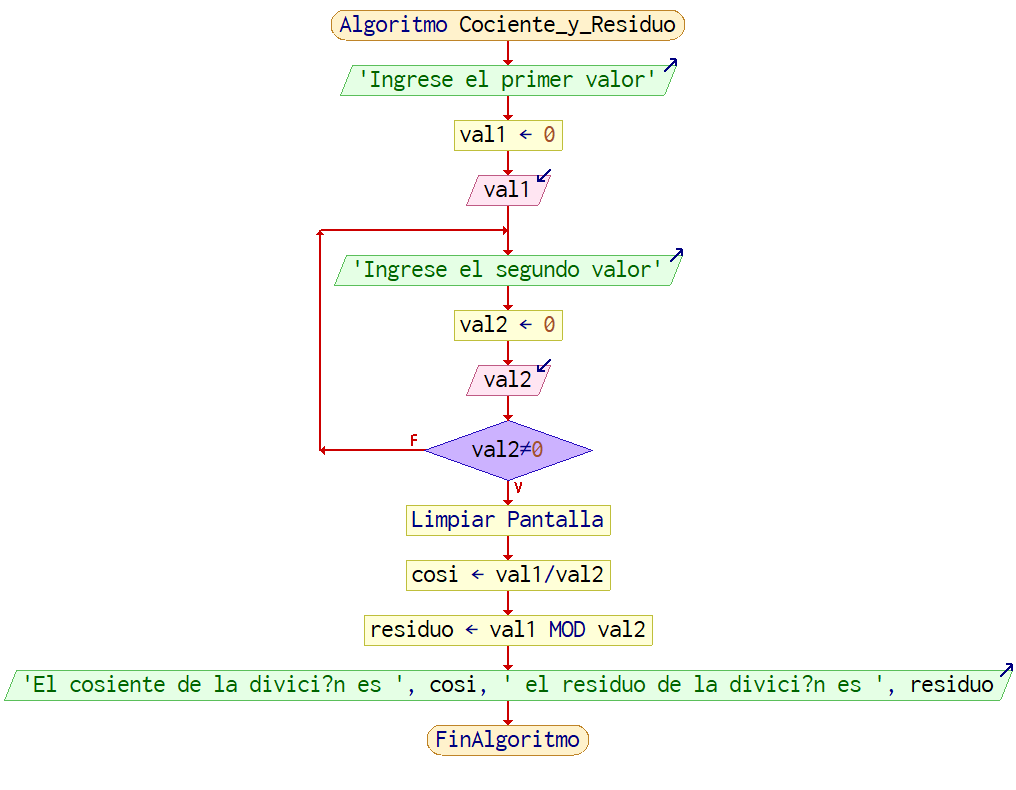 Algoritmo Cociente_y_Residuo
'Ingrese el primer valor'
val1 ← 0
val1
'Ingrese el segundo valor'
val2 ← 0
val2
F
val2≠0
V
Limpiar Pantalla
cosi ← val1/val2
residuo ← val1 MOD val2
'El cosiente de la divici?n es ', cosi, ' el residuo de la divici?n es ', residuo
FinAlgoritmo